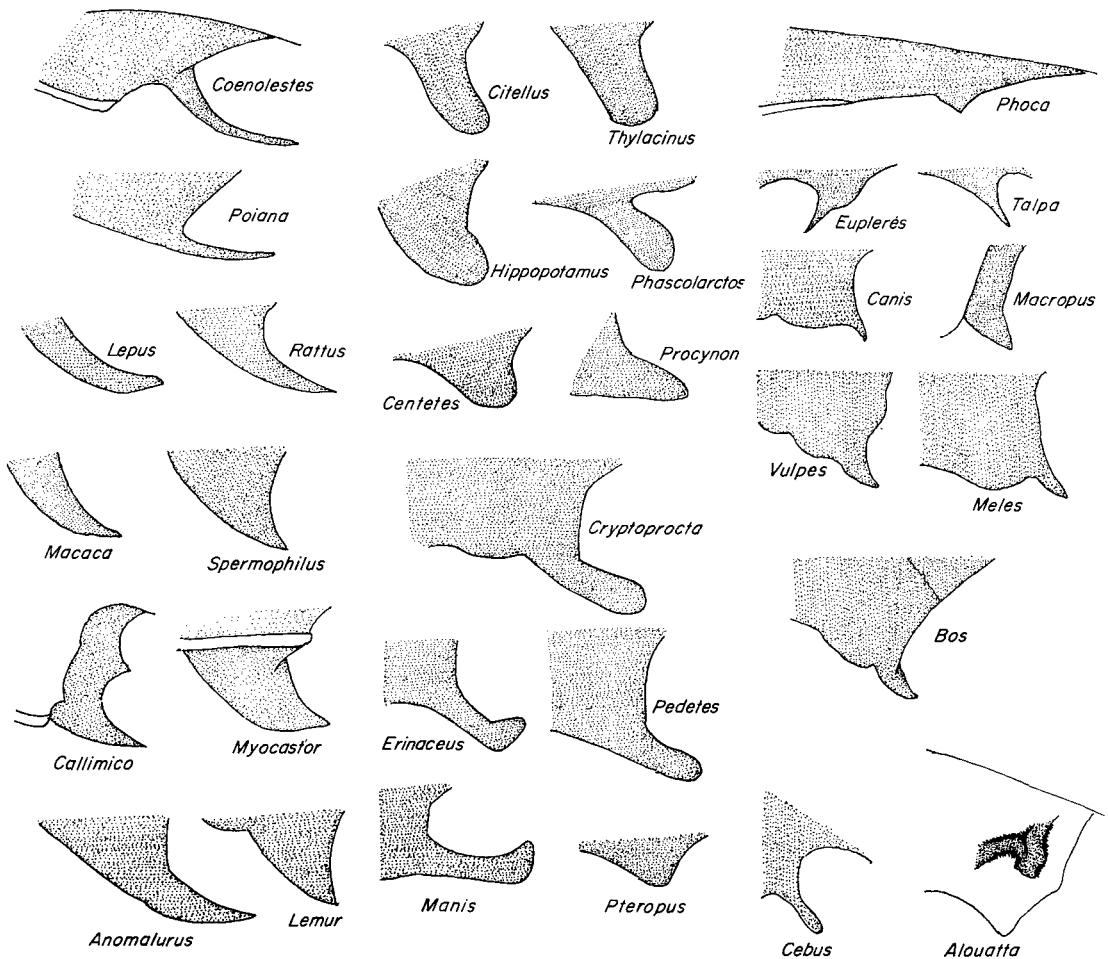 Coenolestes
Citellus
Thylacinus
Phoca
Poiana
Hippopotamus
Phascolarctos
Eupleres
Talpa
Canis
Macropus
Lepus
Rattus
Centetes
Procynon
Vulpes
Meles
Macaca
Spermophilus
Cryptoprocta
Bos
Callimico
Myocastor
Erinaceus
Pedetes
Anomalurus
Lemur
Manis
Pteropus
Cebus
Alouatta